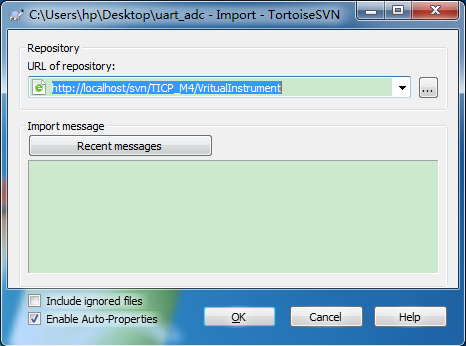 C:\Users\hp\Desktop\uart_adc - Import - TortoiseSVN
Repository
URL of repository:
http://localhost/svn/TICP_M4/VritualInstrument
...
Import message
Recent messages
Include ignored files
Enable Auto-Properties
OK
Cancel
Help